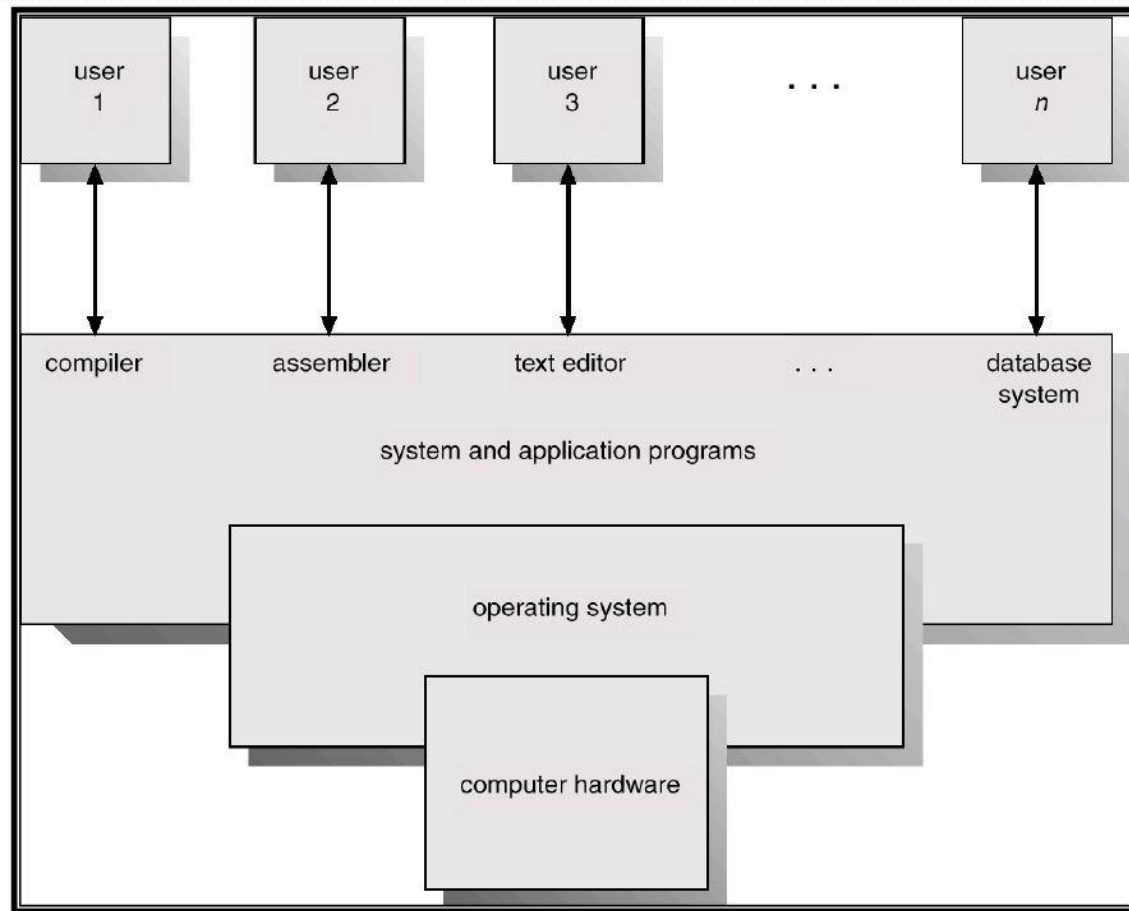 user
1
user
2
user
3
. . .
user
n
compiler
assembler
text editor
. . .
database
system
system and application programs
operating system
computer hardware